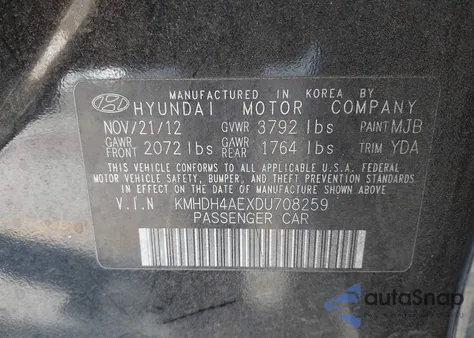 MANUFACTURED IN KOREA BY
HYUNDAI MOTOR COMPANY
NOV/21/12 GVWR 3792 lbs PAINT MJB
GAWR FRONT 2072 lbs GAWR REAR 1764 lbs TRIM YDA
THIS VEHICLE CONFORMS TO ALL APPLICABLE U.S.A. FEDERAL
MOTOR VEHICLE SAFETY, BUMPER, AND THEFT PREVENTION STANDARDS
IN EFFECT ON THE DATE OF MANUFACTURE SHOWN ABOVE.
V.I.N KMHDH4AEXDU708259
PASSENGER CAR
autoSnap